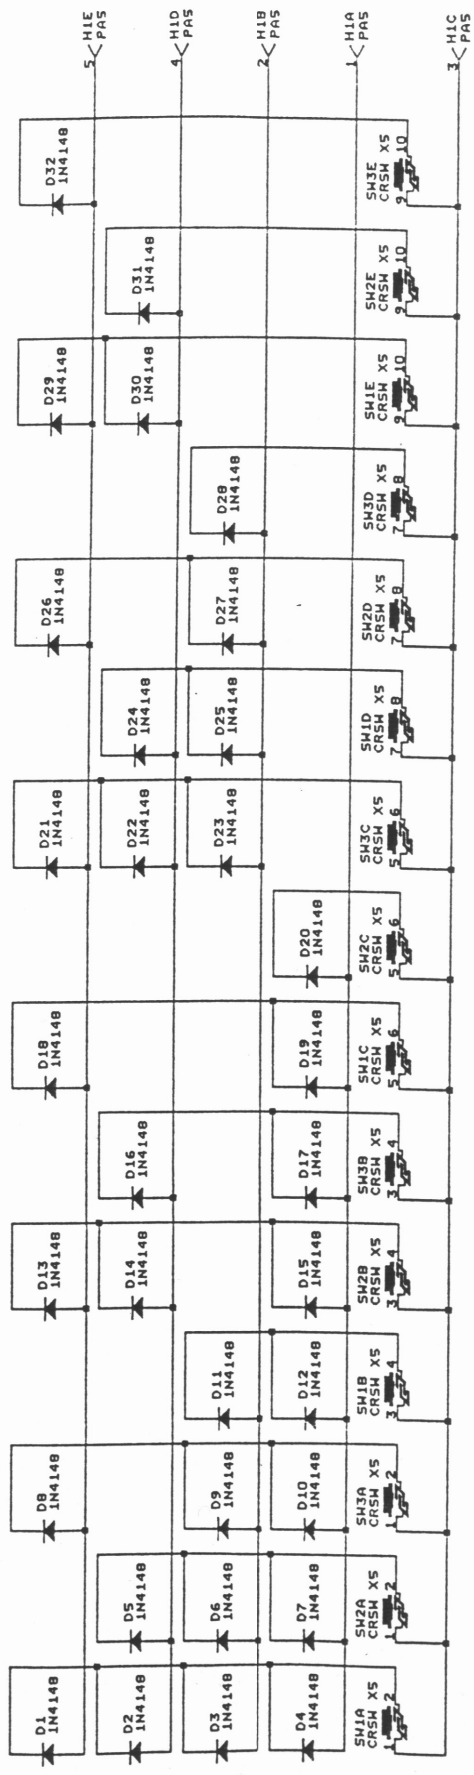 H1E
PAS
5
H1D
PAS
4
H1B
PAS
2
H1A
PAS
1
H1C
PAS
3
D32
1N4148
SW3E X5
CRSW
9 10
D31
1N4148
SW2E X5
CRSW
9 10
D29
1N4148
D30
1N4148
SW1E X5
CRSW
9 10
D28
1N4148
SW3D X5
CRSW
7 8
D26
1N4148
D27
1N4148
SW2D X5
CRSW
7 8
D24
1N4148
D25
1N4148
SW1D X5
CRSW
7 8
D21
1N4148
D22
1N4148
D23
1N4148
SW3C X5
CRSW
5 6
D20
1N4148
SW2C X5
CRSW
5 6
D18
1N4148
D19
1N4148
SW1C X5
CRSW
5 6
D16
1N4148
D17
1N4148
SW3B X5
CRSW
3 4
D13
1N4148
D14
1N4148
D15
1N4148
SW2B X5
CRSW
3 4
D11
1N4148
D12
1N4148
SW1B X5
CRSW
3 4
D8
1N4148
D9
1N4148
D10
1N4148
SW3A X5
CRSW
1 2
D5
1N4148
D6
1N4148
D7
1N4148
SW2A X5
CRSW
1 2
D1
1N4148
D2
1N4148
D3
1N4148
D4
1N4148
SW1A X5
CRSW
1 2